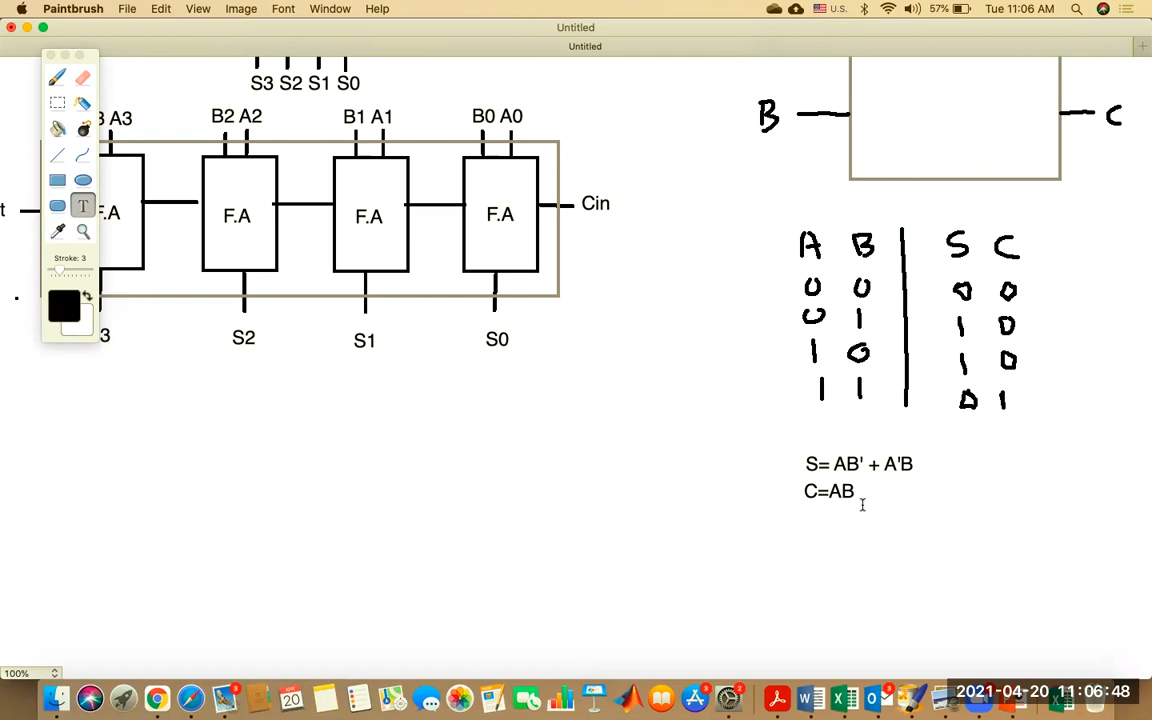 Paintbrush File Edit View Image Font Window Help U.S. 57% Tue 11:06 AM
Untitled
Untitled
S3 S2 S1 S0
A3 B2 A2 B1 A1 B0 A0
F.A F.A F.A F.A
Cin
3 S2 S1 S0
Stroke: 3
T
B C
A B S C
0 0 0 0
0 1 1 0
1 0 1 0
1 1 0 1
S= AB' + A'B
C=AB
100%
APR
20
2021-04-20 11:06:48